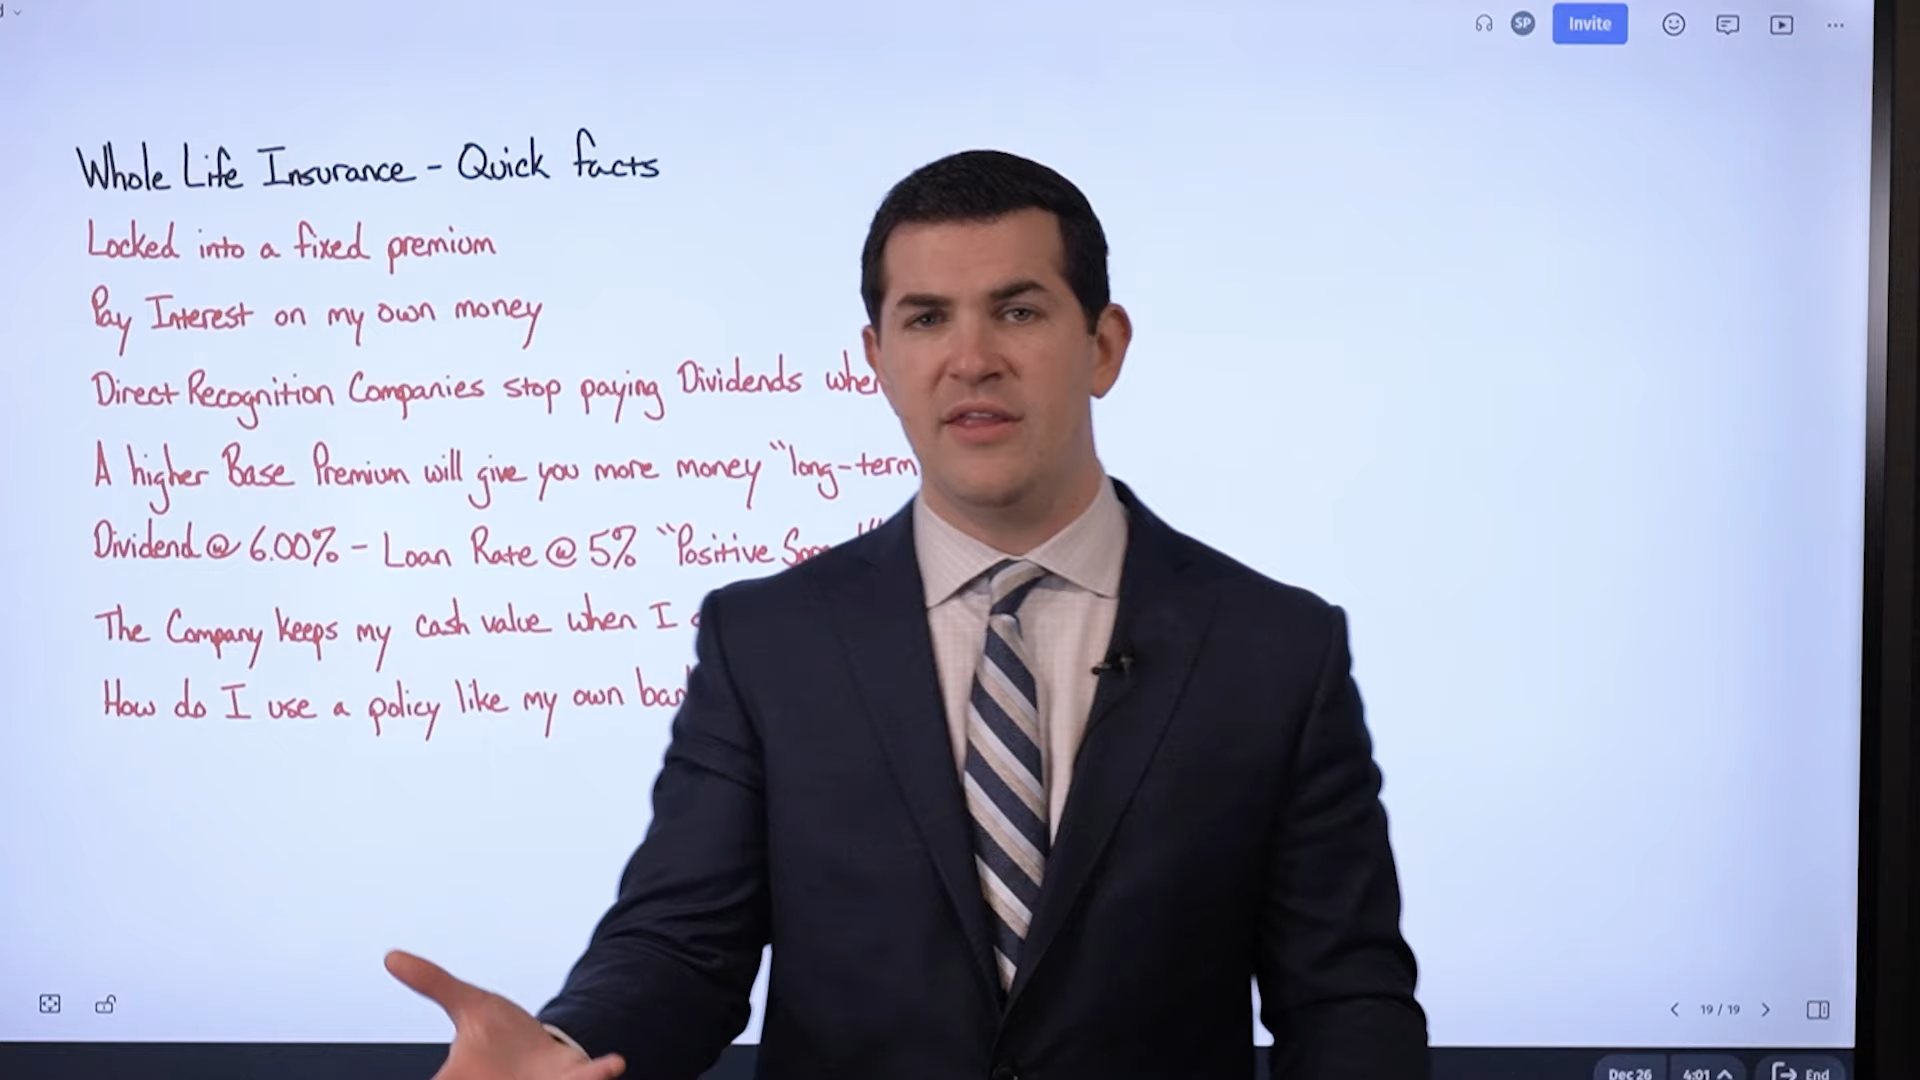 SP
Invite
Whole Life Insurance - Quick facts
Locked into a fixed premium
Pay Interest on my own money
Direct Recognition Companies stop paying Dividends
A higher Base Premium will give you more money "long-term
Dividend @ 6.00% - Loan Rate @ 5% "Positive
The Company keeps my cash value when I
How do I use a policy like my own
19 / 19
Dec 26
4:01
End